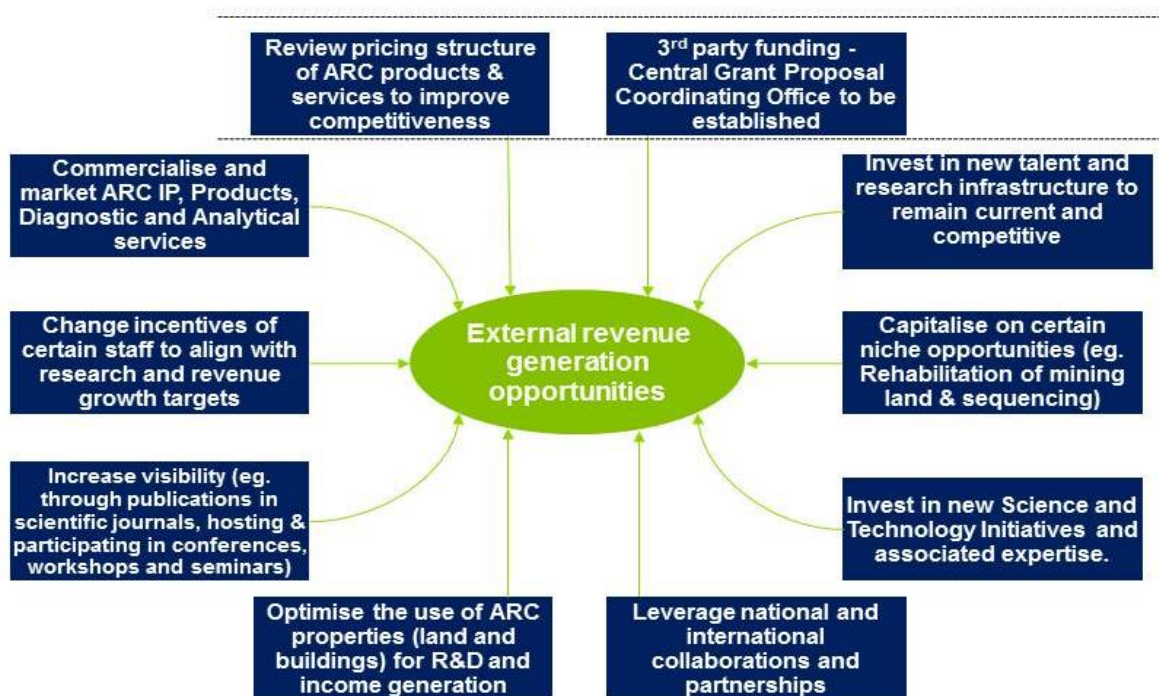 Review pricing structure
of ARC products &
services to improve
competitiveness
3rd party funding -
Central Grant Proposal
Coordinating Office to be
established
Commercialise and
market ARC IP, Products,
Diagnostic and Analytical
services
Invest in new talent and
research infrastructure to
remain current and
competitive
Change incentives of
certain staff to align with
research and revenue
growth targets
External revenue
generation
opportunities
Capitalise on certain
niche opportunities (eg.
Rehabilitation of mining
land & sequencing)
Increase visibility (eg.
through publications in
scientific journals, hosting &
participating in conferences,
workshops and seminars)
Invest in new Science and
Technology Initiatives and
associated expertise.
Optimise the use of ARC
properties (land and
buildings) for R&D and
income generation
Leverage national and
international
collaborations and
partnerships